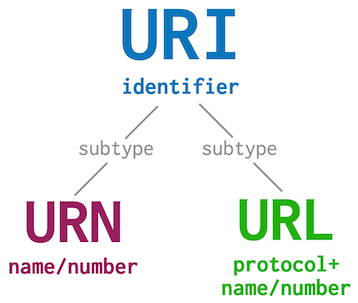 URI
identifier
subtype subtype
URN URL
name/number protocol+
name/number